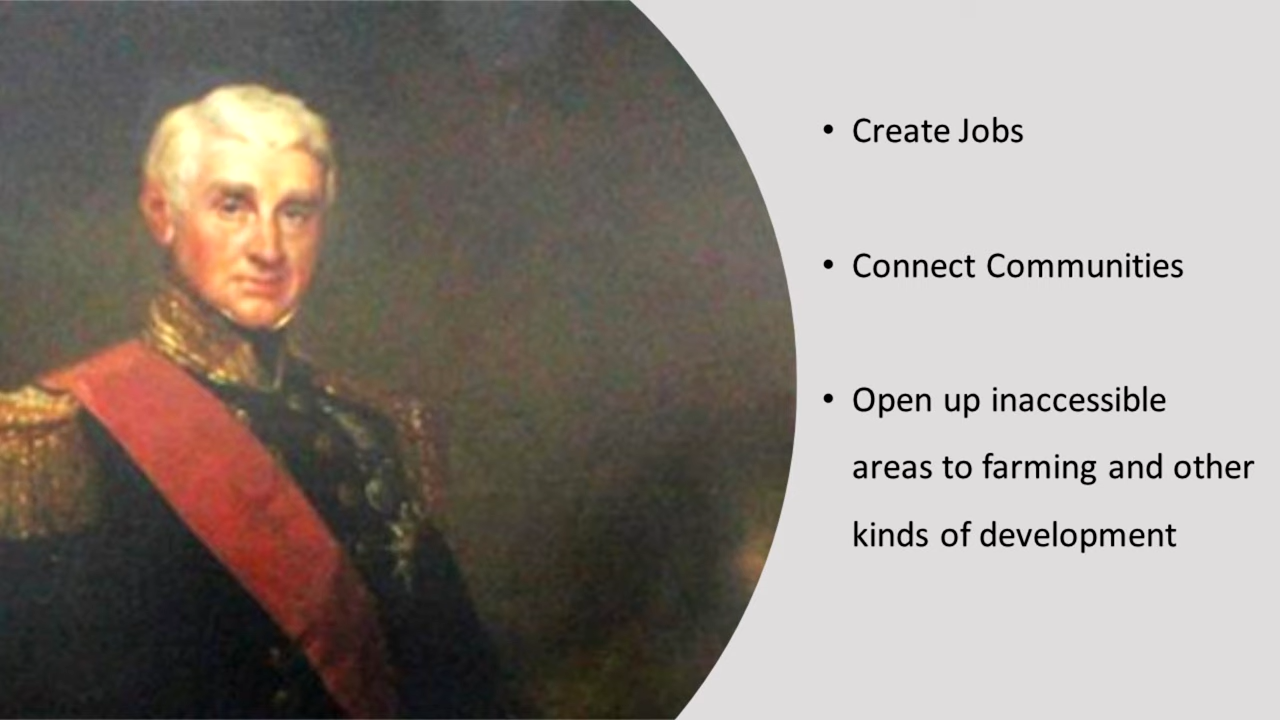 • Create Jobs
• Connect Communities
• Open up inaccessible
areas to farming and other
kinds of development